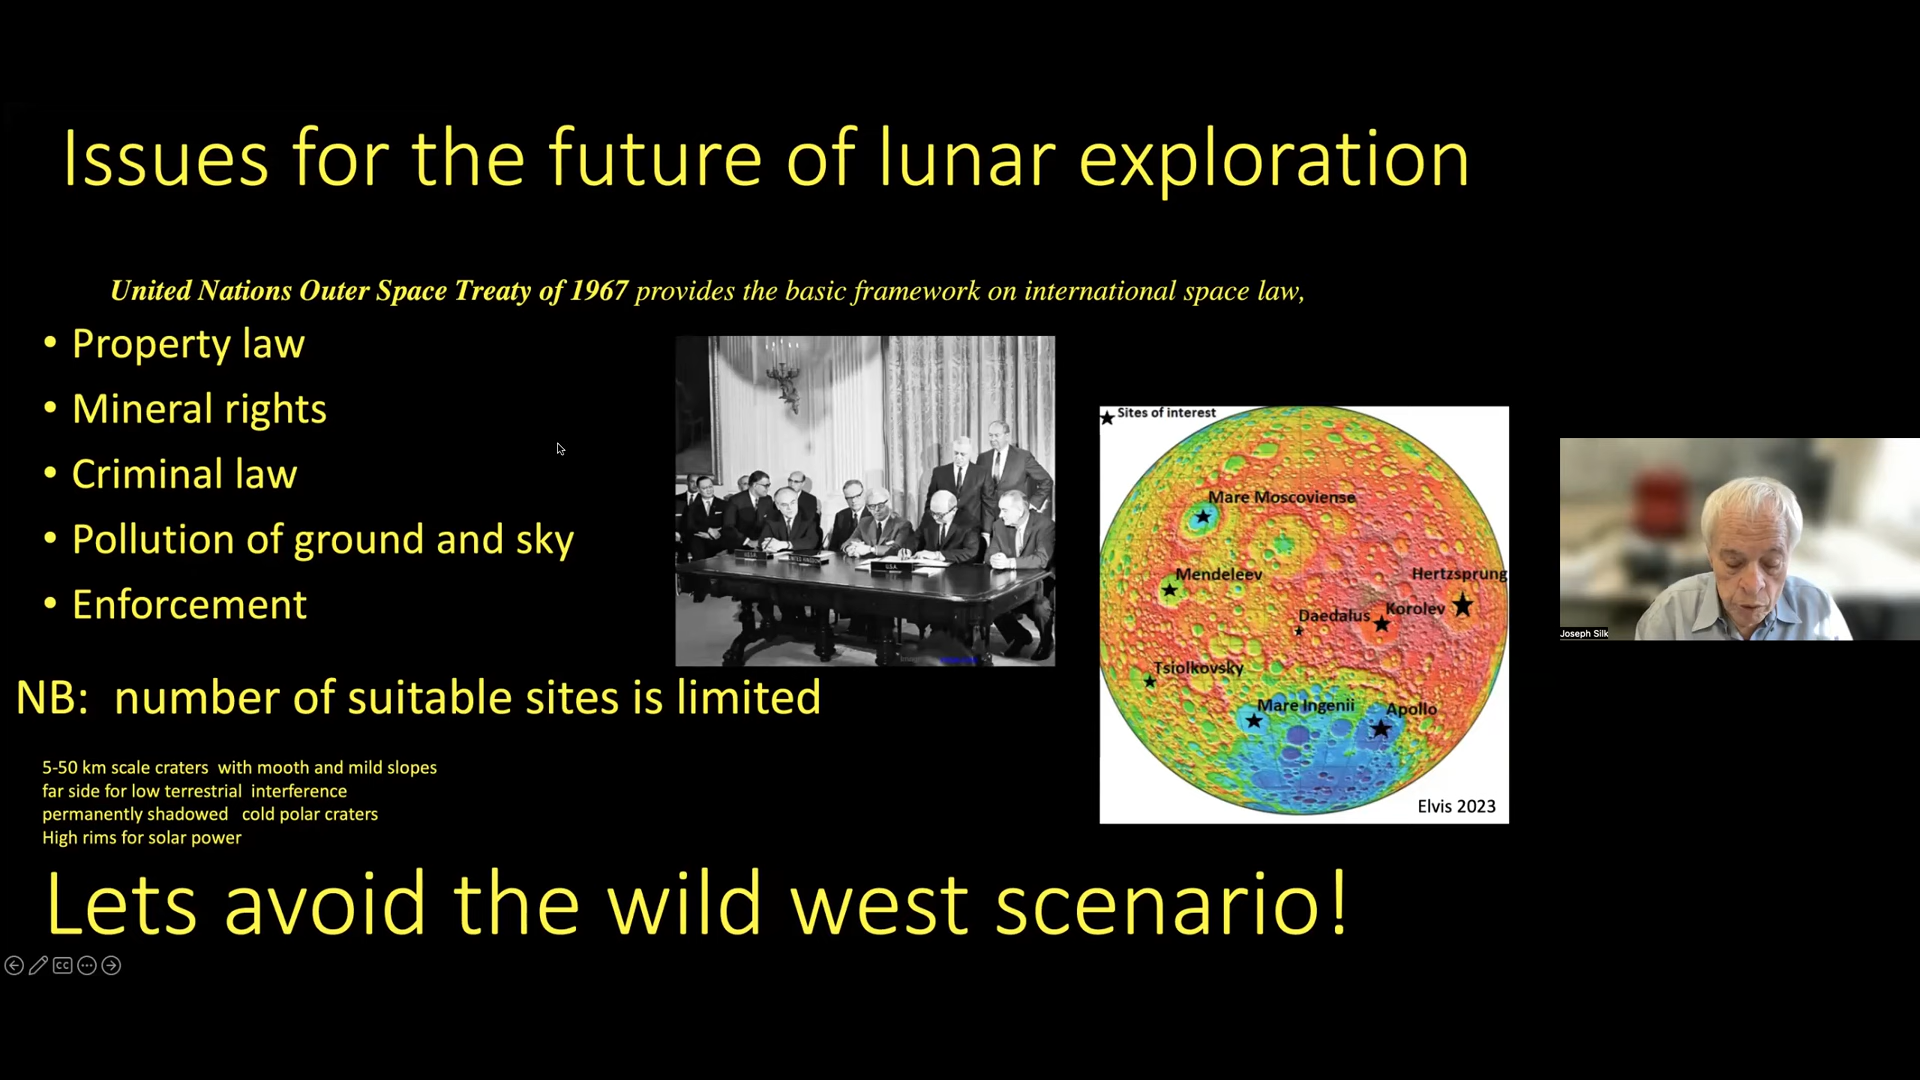 Issues for the future of lunar exploration
United Nations Outer Space Treaty of 1967 provides the basic framework on international space law,
• Property law
• Mineral rights
• Criminal law
• Pollution of ground and sky
• Enforcement
USA
Sites of interest
Mare Moscoviense
Mendeleev
Hertzsprung
Daedalus
Korolev
Tsiolkovsky
Mare Ingenii
Apollo
Elvis 2023
Joseph Silk
NB: number of suitable sites is limited
5-50 km scale craters with mooth and mild slopes
far side for low terrestrial interference
permanently shadowed cold polar craters
High rims for solar power
Lets avoid the wild west scenario!
CC